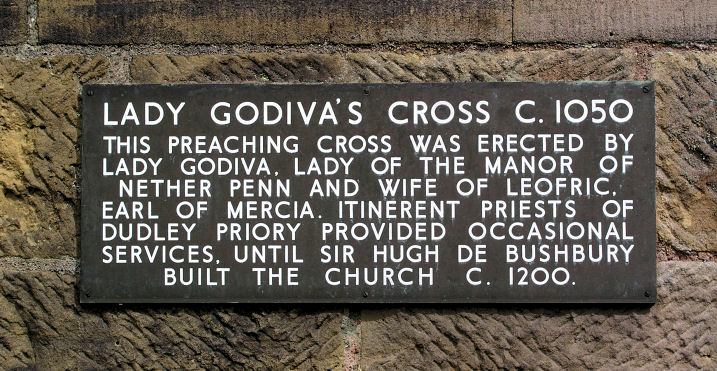 LADY GODIVA'S CROSS C. 1050
THIS PREACHING CROSS WAS ERECTED BY
LADY GODIVA, LADY OF THE MANOR OF
NETHER PENN AND WIFE OF LEOFRIC,
EARL OF MERCIA. ITINERENT PRIESTS OF
DUDLEY PRIORY PROVIDED OCCASIONAL
SERVICES, UNTIL SIR HUGH DE BUSHBURY
BUILT THE CHURCH C. 1200.